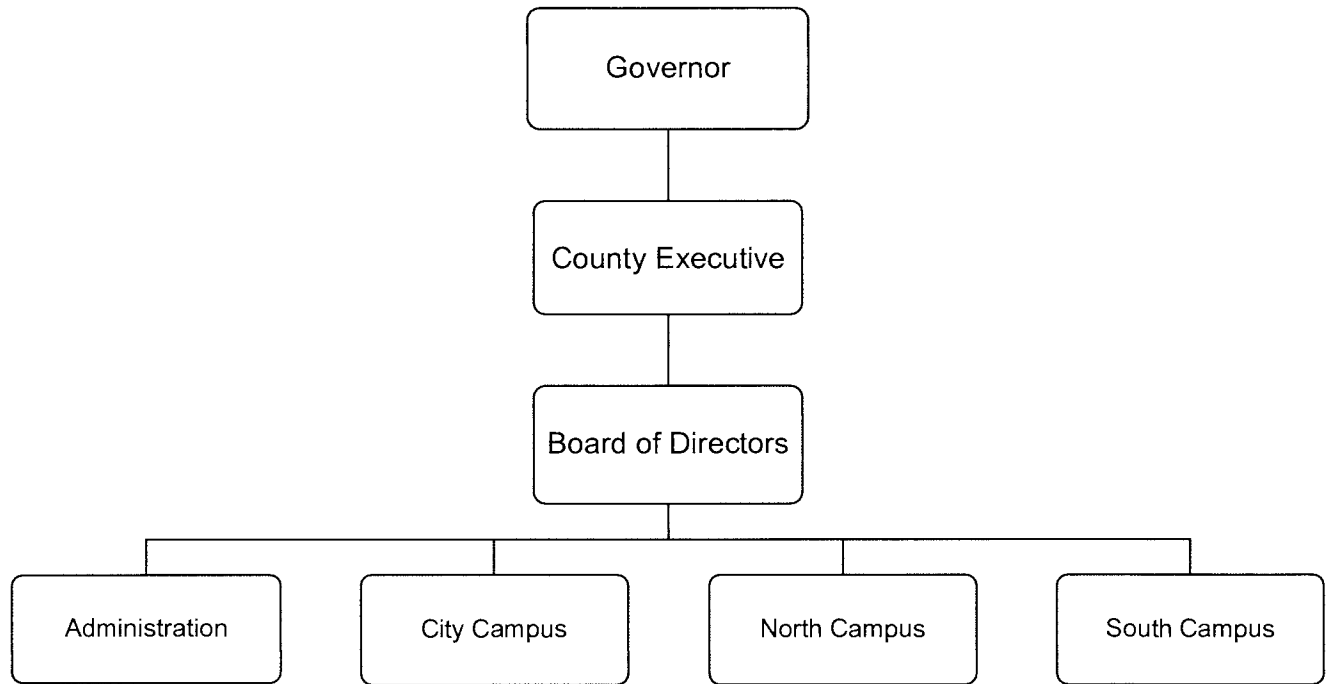 Governor
County Executive
Board of Directors
Administration
City Campus
North Campus
South Campus